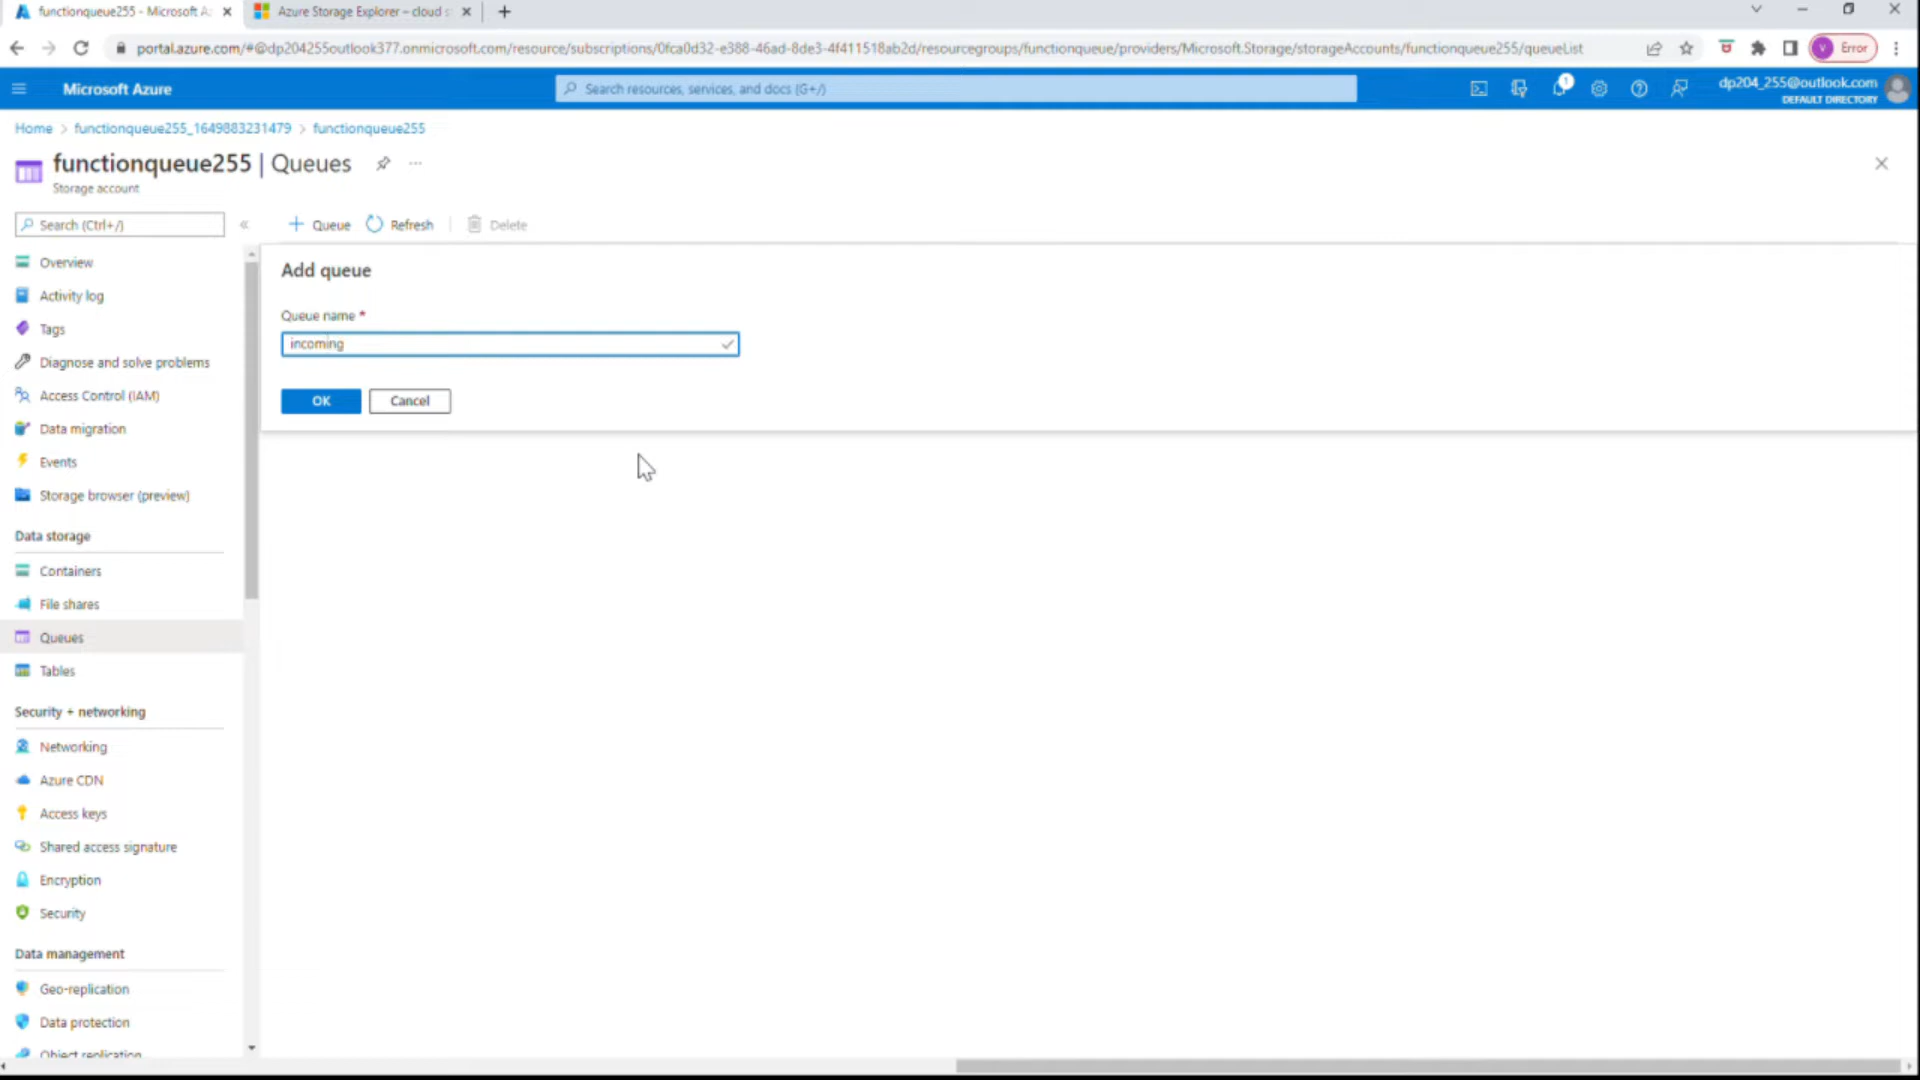 functionqueue255 - Microsoft A
Azure Storage Explorer – cloud s
portal.azure.com/#@dp204255outlook377.onmicrosoft.com/resource/subscriptions/0fca0d32-e388-46ad-8de3-4f411518ab2d/resourcegroups/functionqueue/providers/Microsoft.Storage/storageAccounts/functionqueue255/queueList
V Error
Microsoft Azure
Search resources, services, and docs (G+/)
1
dp204_255@outlook.com
DEFAULT DIRECTORY
Home > functionqueue255_1649883231479 > functionqueue255
functionqueue255 | Queues
Storage account
Search (Ctrl+/)
Queue
Refresh
Delete
Overview
Activity log
Tags
Diagnose and solve problems
Access Control (IAM)
Data migration
Events
Storage browser (preview)
Data storage
Containers
File shares
Queues
Tables
Security + networking
Networking
Azure CDN
Access keys
Shared access signature
Encryption
Security
Data management
Geo-replication
Data protection
Object replication
Add queue
Queue name *
incoming
OK
Cancel